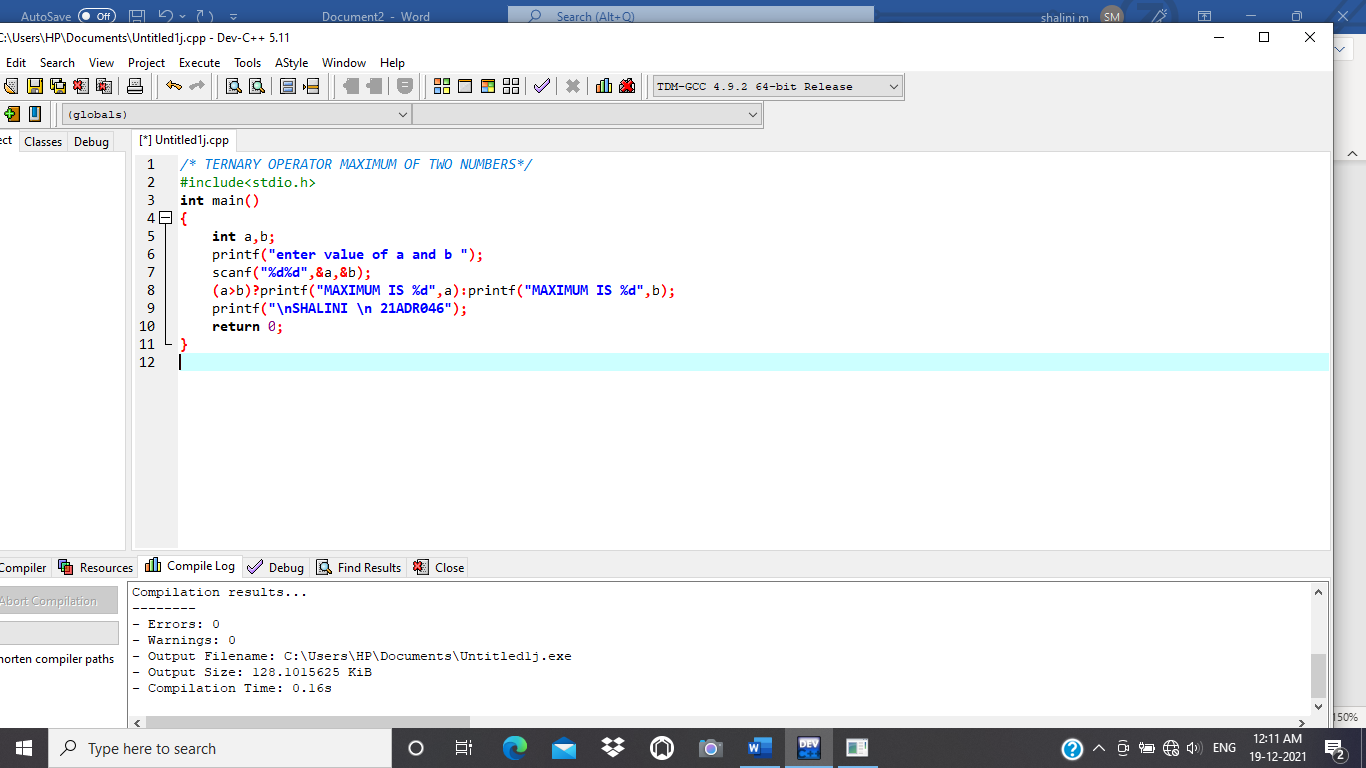 AutoSave Off Document2 - Word Search (Alt+Q) shalini m SM
C:\Users\HP\Documents\Untitled1j.cpp - Dev-C++ 5.11
Edit Search View Project Execute Tools AStyle Window Help
TDM-GCC 4.9.2 64-bit Release
(globals)
ect Classes Debug [*] Untitled1j.cpp
1 /* TERNARY OPERATOR MAXIMUM OF TWO NUMBERS*/
2 #include<stdio.h>
3 int main()
4 {
5 int a,b;
6 printf("enter value of a and b ");
7 scanf("%d%d",&a,&b);
8 (a>b)?printf("MAXIMUM IS %d",a):printf("MAXIMUM IS %d",b);
9 printf("\nSHALINI \n 21ADR046");
10 return 0;
11 }
12
Compiler Resources Compile Log Debug Find Results Close
Abort Compilation
horten compiler paths
Compilation results...
--------
- Errors: 0
- Warnings: 0
- Output Filename: C:\Users\HP\Documents\Untitled1j.exe
- Output Size: 128.1015625 KiB
- Compilation Time: 0.16s
150%
Type here to search
DEV
ENG
12:11 AM
19-12-2021
2